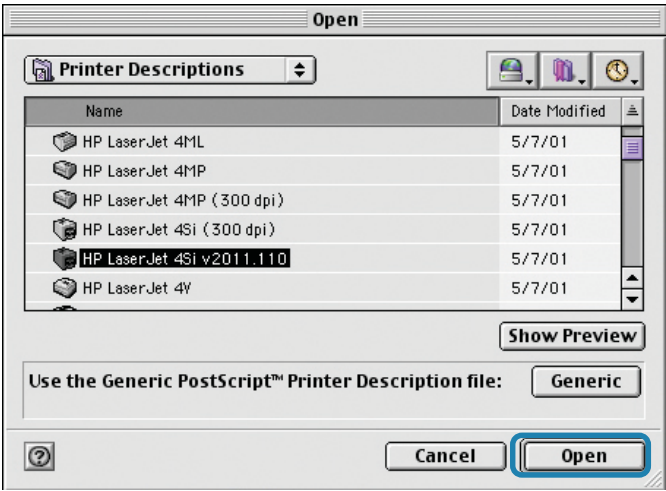 Open
Printer Descriptions
Name Date Modified
HP LaserJet 4ML 5/7/01
HP LaserJet 4MP 5/7/01
HP LaserJet 4MP (300 dpi) 5/7/01
HP LaserJet 4Si (300 dpi) 5/7/01
HP LaserJet 4Si v2011.110 5/7/01
HP LaserJet 4V 5/7/01
Show Preview
Use the Generic PostScript™ Printer Description file: Generic
? Cancel Open